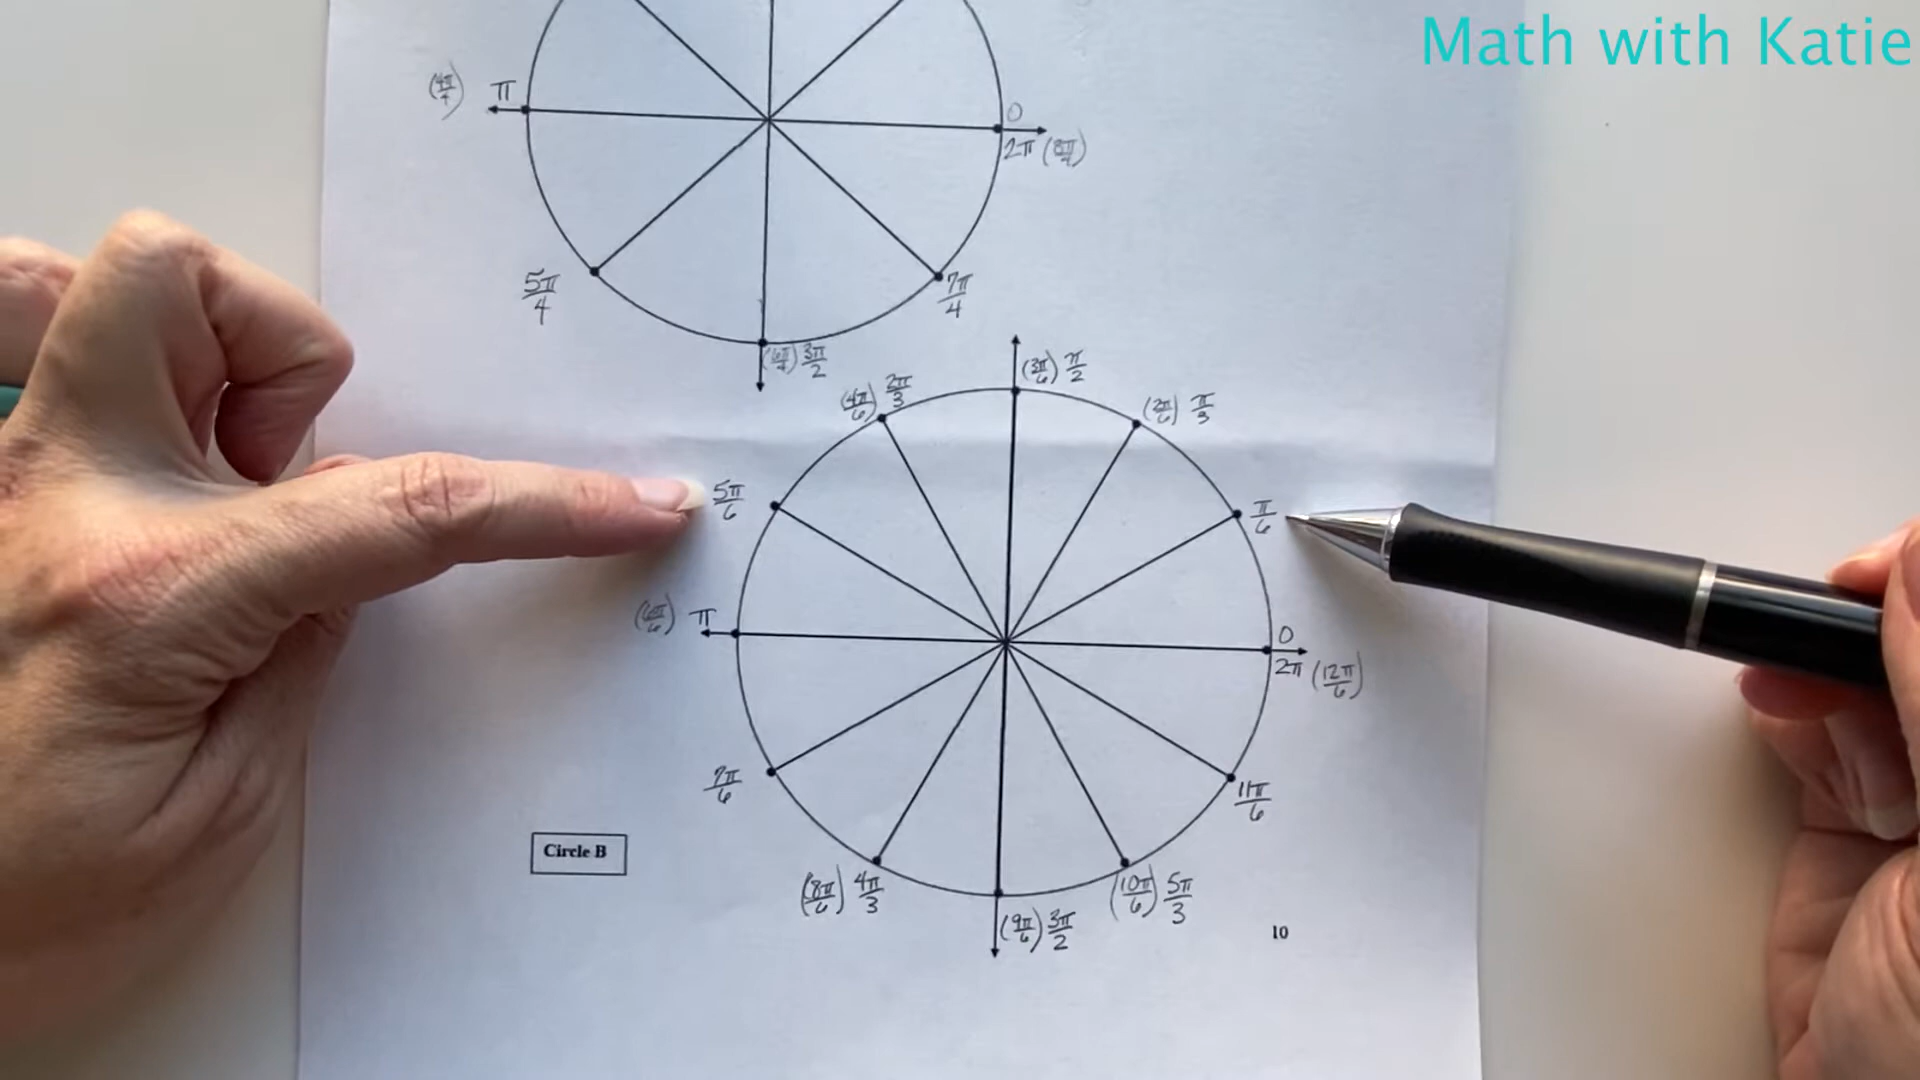 Math with Katie
(4π/4) π
0
2π (8π/4)
5π/4
7π/4
(6π/4) 3π/2
(3π/6) π/2
(4π/6) 2π/3
(2π/6) π/3
5π/6
π/6
(6π/6) π
0
2π (12π/6)
7π/6
11π/6
Circle B
(8π/6) 4π/3
(10π/6) 5π/3
(9π/6) 3π/2
10